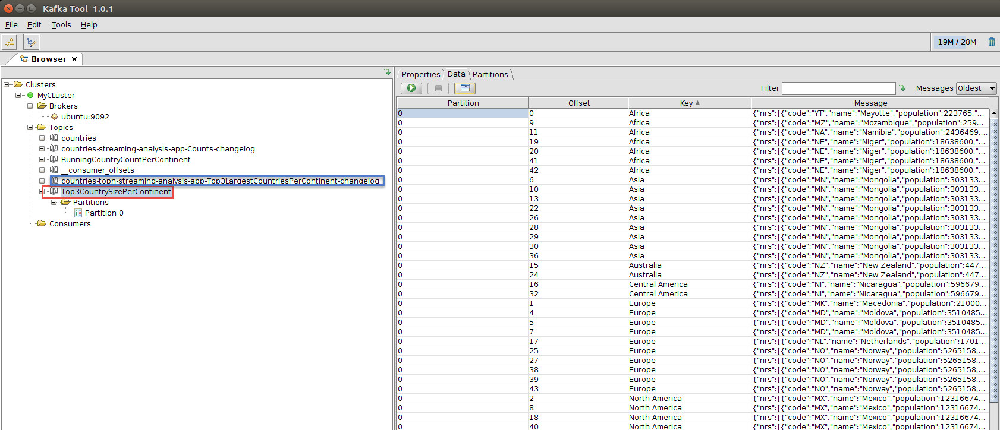 Kafka Tool 1.0.1
File Edit Tools Help
19M / 28M
Browser
Clusters
MyCLuster
Brokers
ubuntu:9092
Topics
countries
countries-streaming-analysis-app-Counts-changelog
RunningCountryCountPerContinent
__consumer_offsets
countries-topn-streaming-analysis-app-Top3LargestCountriesPerContinent-changelog
Top3CountrySizePerContinent
Partitions
Partition 0
Consumers
Properties Data Partitions
Filter Messages Oldest
Partition Offset Key Message
0 0 Africa {"nrs":[{"code":"YT","name":"Mayotte","population":223765,"...
0 9 Africa {"nrs":[{"code":"MZ","name":"Mozambique","population":259...
0 11 Africa {"nrs":[{"code":"NA","name":"Namibia","population":2436469,...
0 19 Africa {"nrs":[{"code":"NE","name":"Niger","population":18638600,"...
0 20 Africa {"nrs":[{"code":"NE","name":"Niger","population":18638600,"...
0 41 Africa {"nrs":[{"code":"NE","name":"Niger","population":18638600,"...
0 42 Africa {"nrs":[{"code":"NE","name":"Niger","population":18638600,"...
0 6 Asia {"nrs":[{"code":"MN","name":"Mongolia","population":303133...
0 10 Asia {"nrs":[{"code":"MN","name":"Mongolia","population":303133...
0 13 Asia {"nrs":[{"code":"MN","name":"Mongolia","population":303133...
0 22 Asia {"nrs":[{"code":"MN","name":"Mongolia","population":303133...
0 26 Asia {"nrs":[{"code":"MN","name":"Mongolia","population":303133...
0 28 Asia {"nrs":[{"code":"MN","name":"Mongolia","population":303133...
0 29 Asia {"nrs":[{"code":"MN","name":"Mongolia","population":303133...
0 30 Asia {"nrs":[{"code":"MN","name":"Mongolia","population":303133...
0 36 Asia {"nrs":[{"code":"MN","name":"Mongolia","population":303133...
0 15 Australia {"nrs":[{"code":"NZ","name":"New Zealand","population":447...
0 24 Australia {"nrs":[{"code":"NZ","name":"New Zealand","population":447...
0 16 Central America {"nrs":[{"code":"NI","name":"Nicaragua","population":596679...
0 32 Central America {"nrs":[{"code":"NI","name":"Nicaragua","population":596679...
0 1 Europe {"nrs":[{"code":"MK","name":"Macedonia","population":21000...
0 4 Europe {"nrs":[{"code":"MD","name":"Moldova","population":3510485...
0 5 Europe {"nrs":[{"code":"MD","name":"Moldova","population":3510485...
0 7 Europe {"nrs":[{"code":"MD","name":"Moldova","population":3510485...
0 17 Europe {"nrs":[{"code":"NL","name":"Netherlands","population":1701...
0 25 Europe {"nrs":[{"code":"NO","name":"Norway","population":5265158,...
0 27 Europe {"nrs":[{"code":"NO","name":"Norway","population":5265158,...
0 38 Europe {"nrs":[{"code":"NO","name":"Norway","population":5265158,...
0 39 Europe {"nrs":[{"code":"NO","name":"Norway","population":5265158,...
0 43 Europe {"nrs":[{"code":"NO","name":"Norway","population":5265158,...
0 2 North America {"nrs":[{"code":"MX","name":"Mexico","population":12316674...
0 8 North America {"nrs":[{"code":"MX","name":"Mexico","population":12316674...
0 18 North America {"nrs":[{"code":"MX","name":"Mexico","population":12316674...
0 40 North America {"nrs":[{"code":"MX","name":"Mexico","population":12316674...